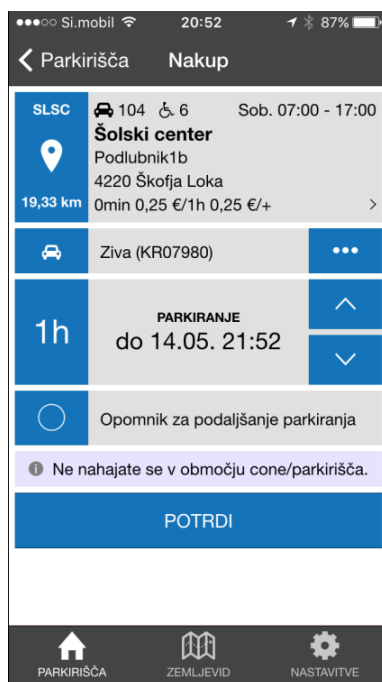 Si.mobil 20:52 87%
Parkirišča Nakup
SLSC 104 6 Sob. 07:00 - 17:00
Šolski center
Podlubnik1b
4220 Škofja Loka
19,33 km 0min 0,25 €/1h 0,25 €/+
Ziva (KR07980)
PARKIRANJE
1h do 14.05. 21:52
Opomnik za podaljšanje parkiranja
Ne nahajate se v območju cone/parkirišča.
POTRDI
PARKIRIŠČA ZEMLJEVID NASTAVITVE